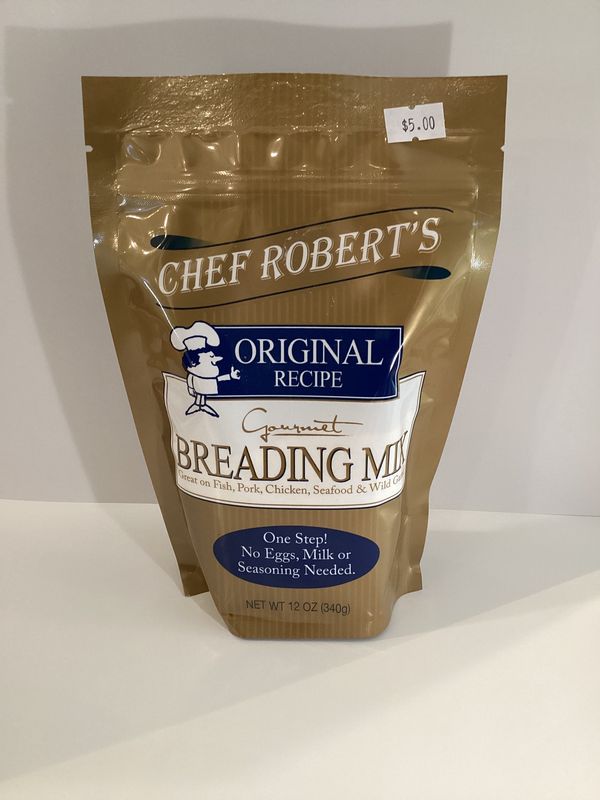 $5.00
CHEF ROBERT'S
ORIGINAL
RECIPE
Gourmet
BREADING MIX
Great on Fish, Pork, Chicken, Seafood & Wild
One Step!
No Eggs, Milk or
Seasoning Needed.
NET WT 12 OZ (340g)